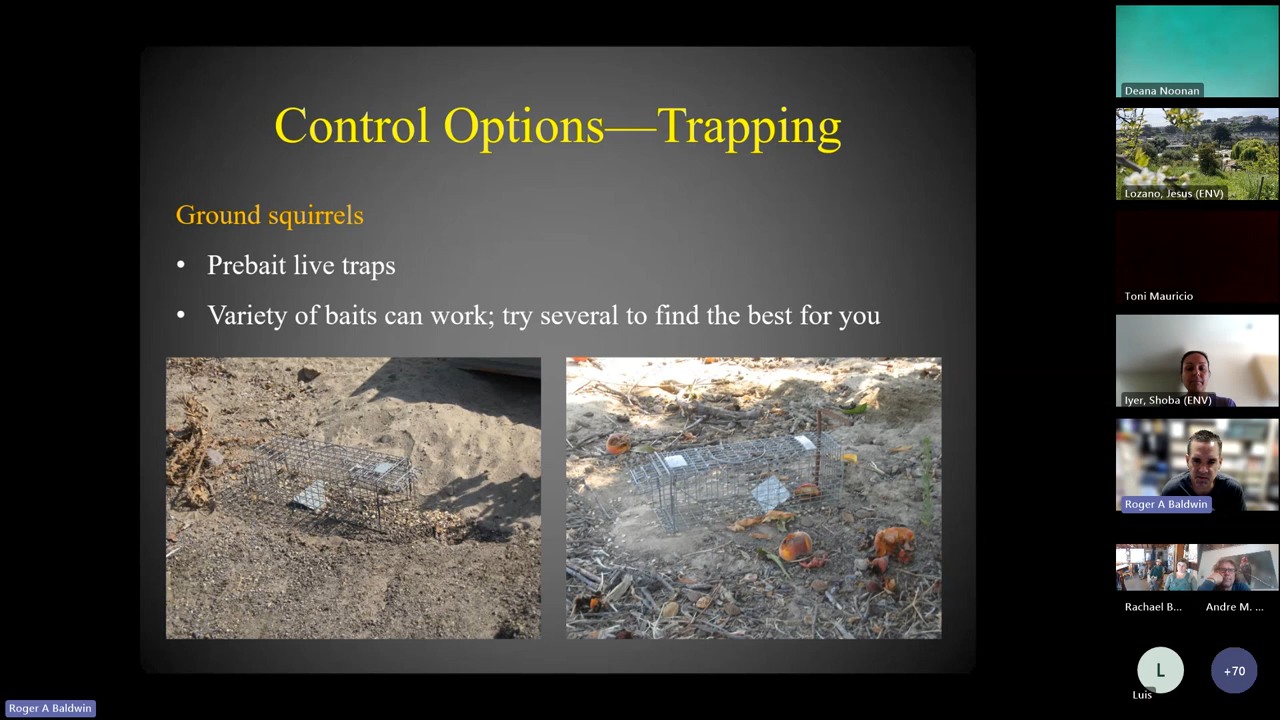 Control Options—Trapping
Ground squirrels
• Prebait live traps
• Variety of baits can work; try several to find the best for you
Deana Noonan
Lozano, Jesus (ENV)
Toni Mauricio
Iyer, Shoba (ENV)
Roger A Baldwin
Rachael B... Andre M. ...
L
+70
Luis
Roger A Baldwin